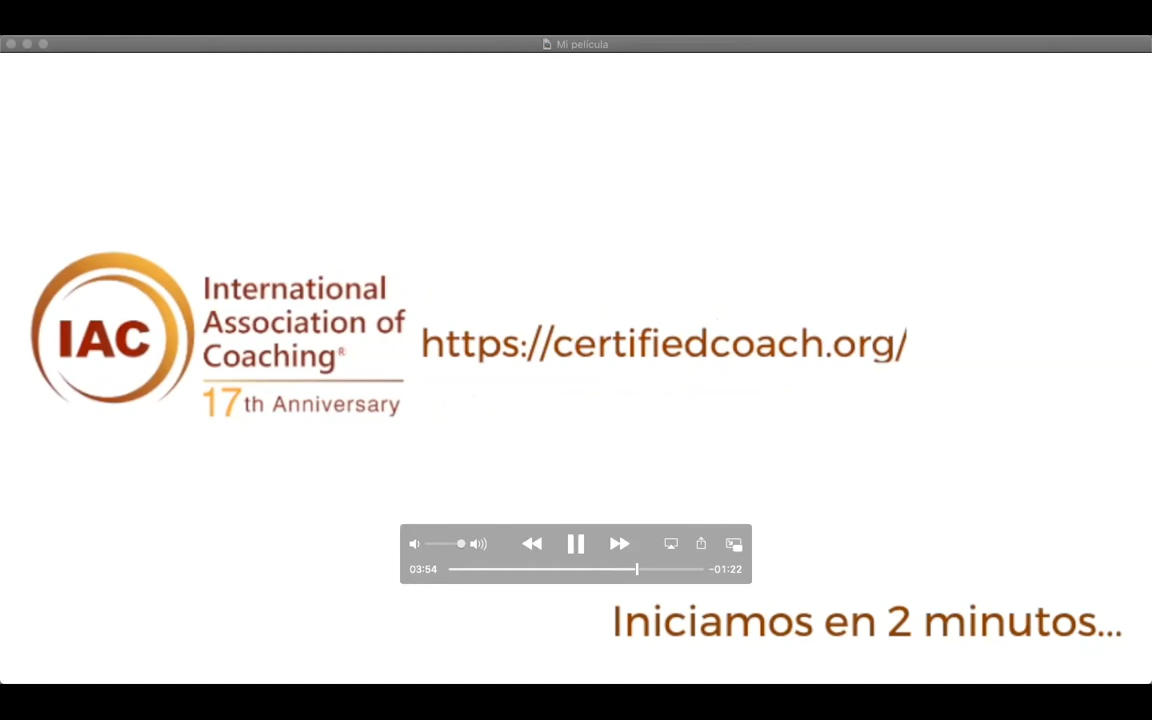 Mi película
International
Association of
Coaching®
IAC
17th Anniversary
https://certifiedcoach.org/
03:54
-01:22
Iniciamos en 2 minutos...